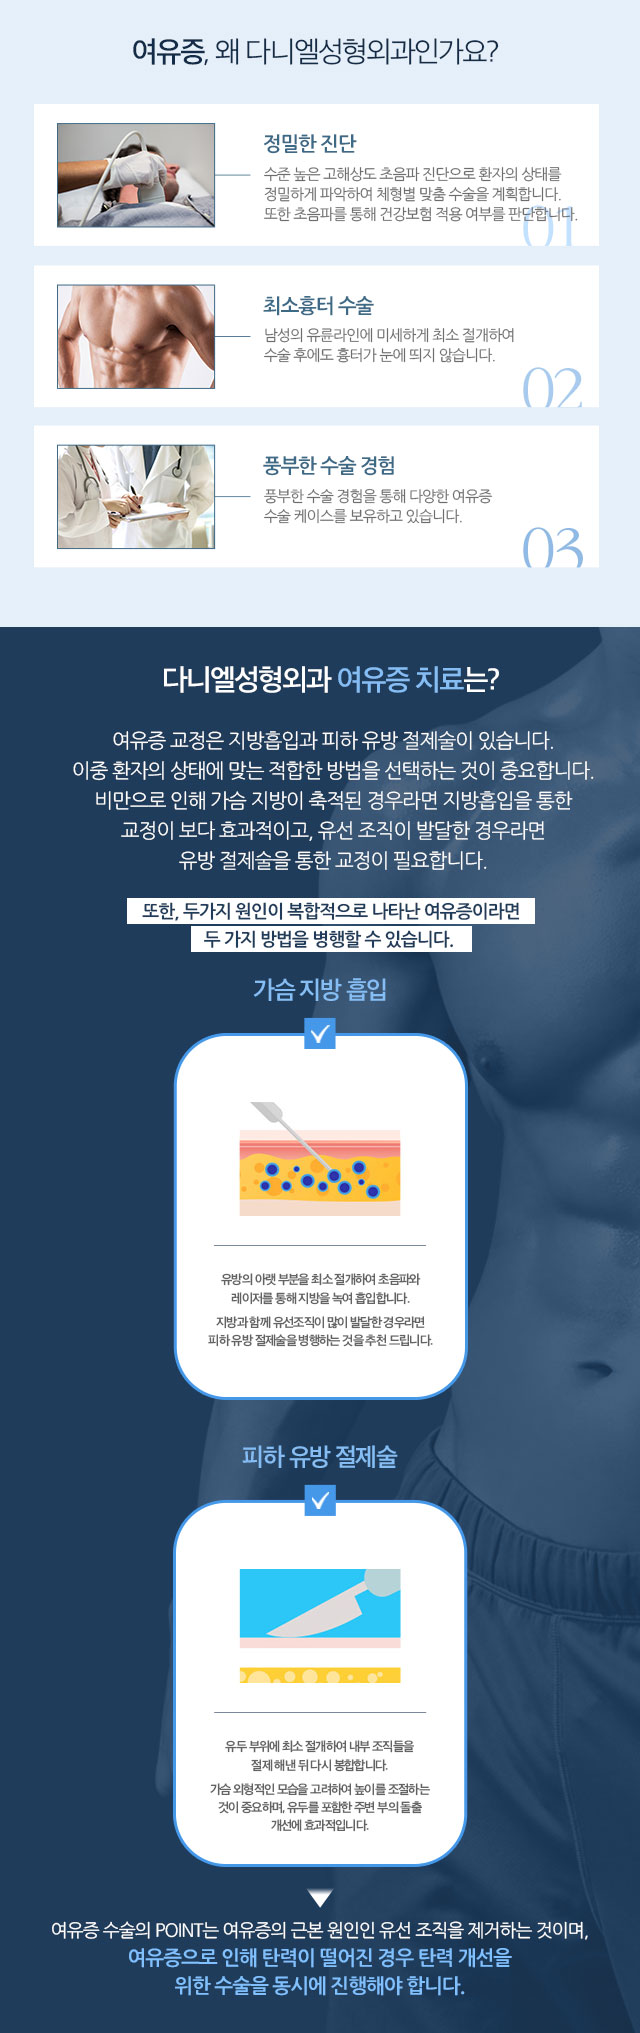 여유증, 왜 다니엘성형외과인가요?
정밀한 진단
수준 높은 고해상도 초음파 진단으로 환자의 상태를
정밀하게 파악하여 체형별 맞춤 수술을 계획합니다.
또한 초음파를 통해 건강보험 적용 여부를 판단합니다.
01
최소흉터 수술
남성의 유륜라인에 미세하게 최소 절개하여
수술 후에도 흉터가 눈에 띄지 않습니다.
02
풍부한 수술 경험
풍부한 수술 경험을 통해 다양한 여유증
수술 케이스를 보유하고 있습니다.
03
다니엘성형외과 여유증 치료는?
여유증 교정은 지방흡입과 피하 유방 절제술이 있습니다.
이중 환자의 상태에 맞는 적합한 방법을 선택하는 것이 중요합니다.
비만으로 인해 가슴 지방이 축적된 경우라면 지방흡입을 통한
교정이 보다 효과적이고, 유선 조직이 발달한 경우라면
유방 절제술을 통한 교정이 필요합니다.
또한, 두가지 원인이 복합적으로 나타난 여유증이라면
두 가지 방법을 병행할 수 있습니다.
가슴 지방 흡입
유방의 아랫 부분을 최소 절개하여 초음파와
레이저를 통해 지방을 녹여 흡입합니다.
지방과 함께 유선조직이 많이 발달한 경우라면
피하 유방 절제술을 병행하는 것을 추천 드립니다.
피하 유방 절제술
유두 부위에 최소 절개하여 내부 조직들을
절제 해낸 뒤 다시 봉합합니다.
가슴 외형적인 모습을 고려하여 높이를 조절하는
것이 중요하며, 유두를 포함한 주변 부의 돌출
개선에 효과적입니다.
여유증 수술의 POINT는 여유증의 근본 원인인 유선 조직을 제거하는 것이며,
여유증으로 인해 탄력이 떨어진 경우 탄력 개선을
위한 수술을 동시에 진행해야 합니다.